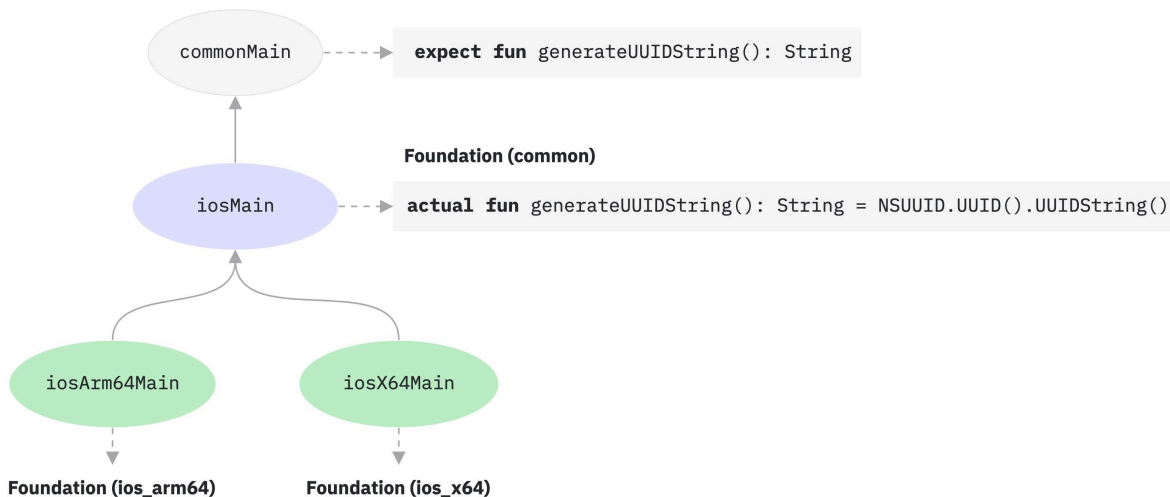 commonMain
expect fun generateUUIDString(): String
Foundation (common)
iosMain
actual fun generateUUIDString(): String = NSUUID.UUID().UUIDString()
iosArm64Main
iosX64Main
Foundation (ios_arm64)
Foundation (ios_x64)